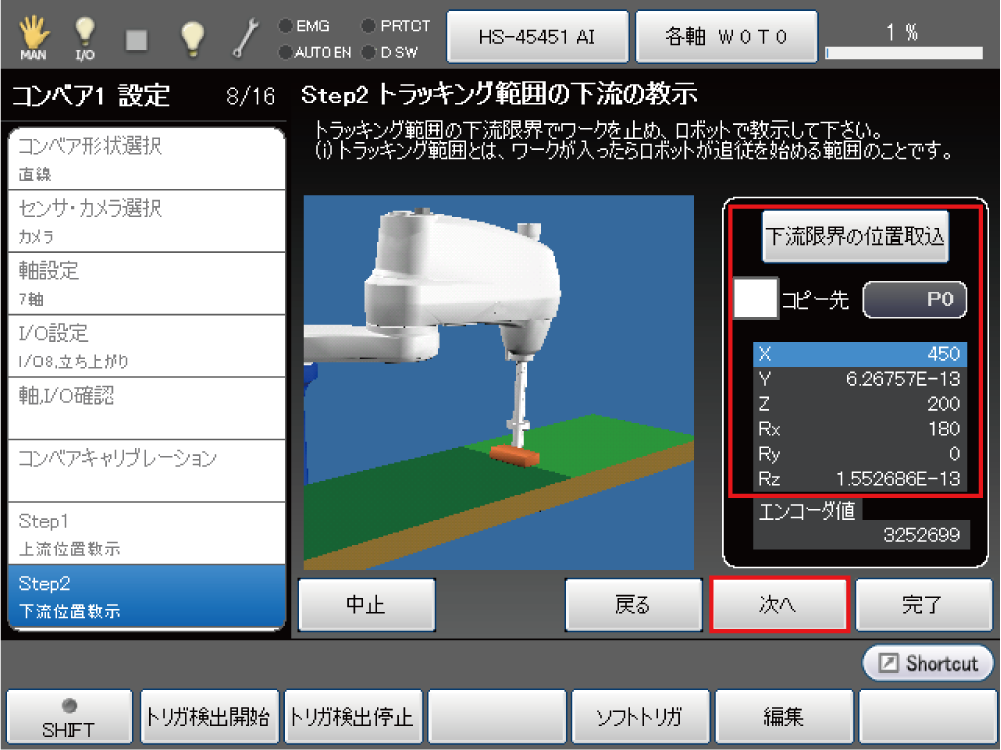 MAN
I/O
EMG
PRTCT
AUTO EN
D SW
HS-45451 AI
各軸 W0T0
1 %
コンベア1 設定 8/16
Step2 トラッキング範囲の下流の教示
トラッキング範囲の下流限界でワークを止め、ロボットで教示して下さい。
(i)トラッキング範囲とは、ワークが入ったらロボットが追従を始める範囲のことです。
コンベア形状選択
直線
センサ・カメラ選択
カメラ
軸設定
7軸
I/O設定
I/O8,立ち上がり
軸,I/O確認
コンベアキャリブレーション
Step1
上流位置教示
Step2
下流位置教示
下流限界の位置取込
コピー先 P0
X 450
Y 6.26757E-13
Z 200
Rx 180
Ry 0
Rz 1.552686E-13
エンコーダ値
3252699
中止
戻る
次へ
完了
Shortcut
SHIFT
トリガ検出開始
トリガ検出停止
ソフトトリガ
編集